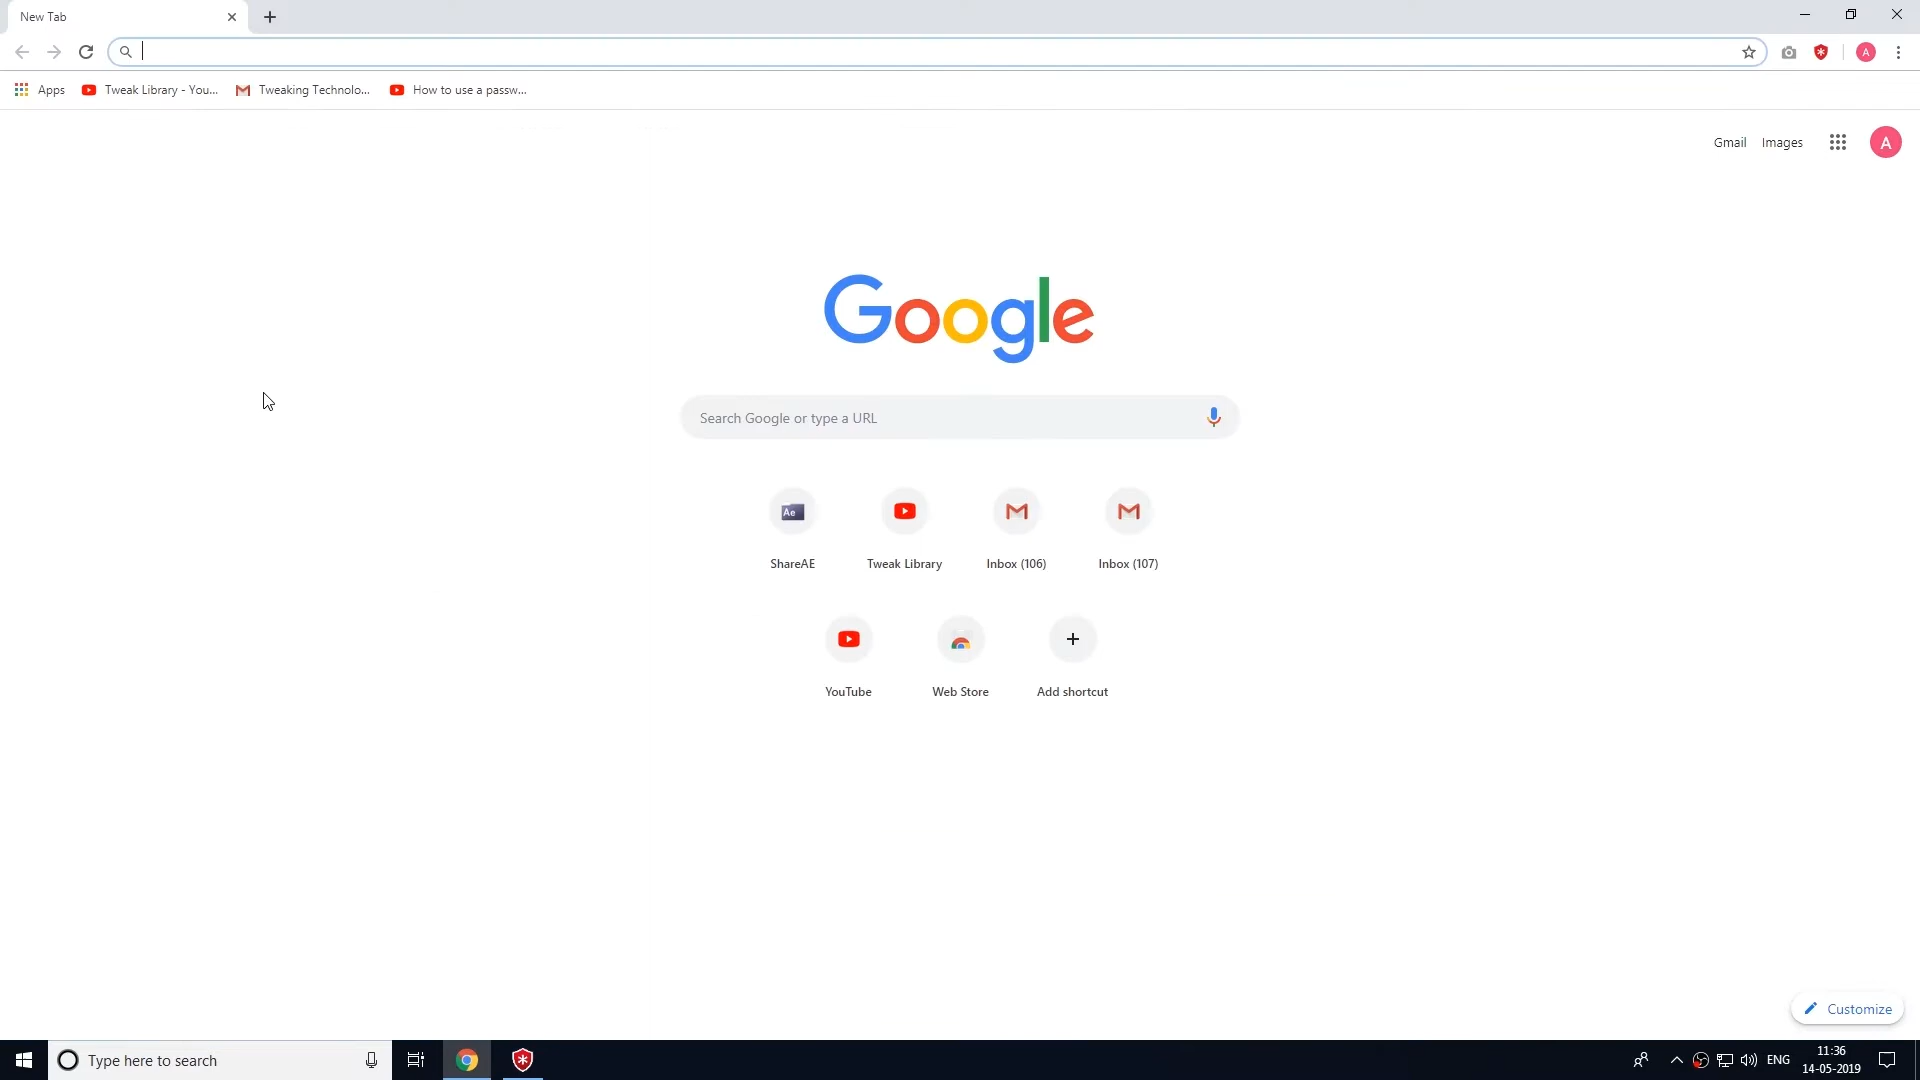 New Tab
Apps
Tweak Library - You...
Tweaking Technolo...
How to use a passw...
A
Gmail
Images
A
Google
Search Google or type a URL
Ae
ShareAE
Tweak Library
Inbox (106)
Inbox (107)
YouTube
Web Store
Add shortcut
Customize
Type here to search
ENG
11:36
14-05-2019